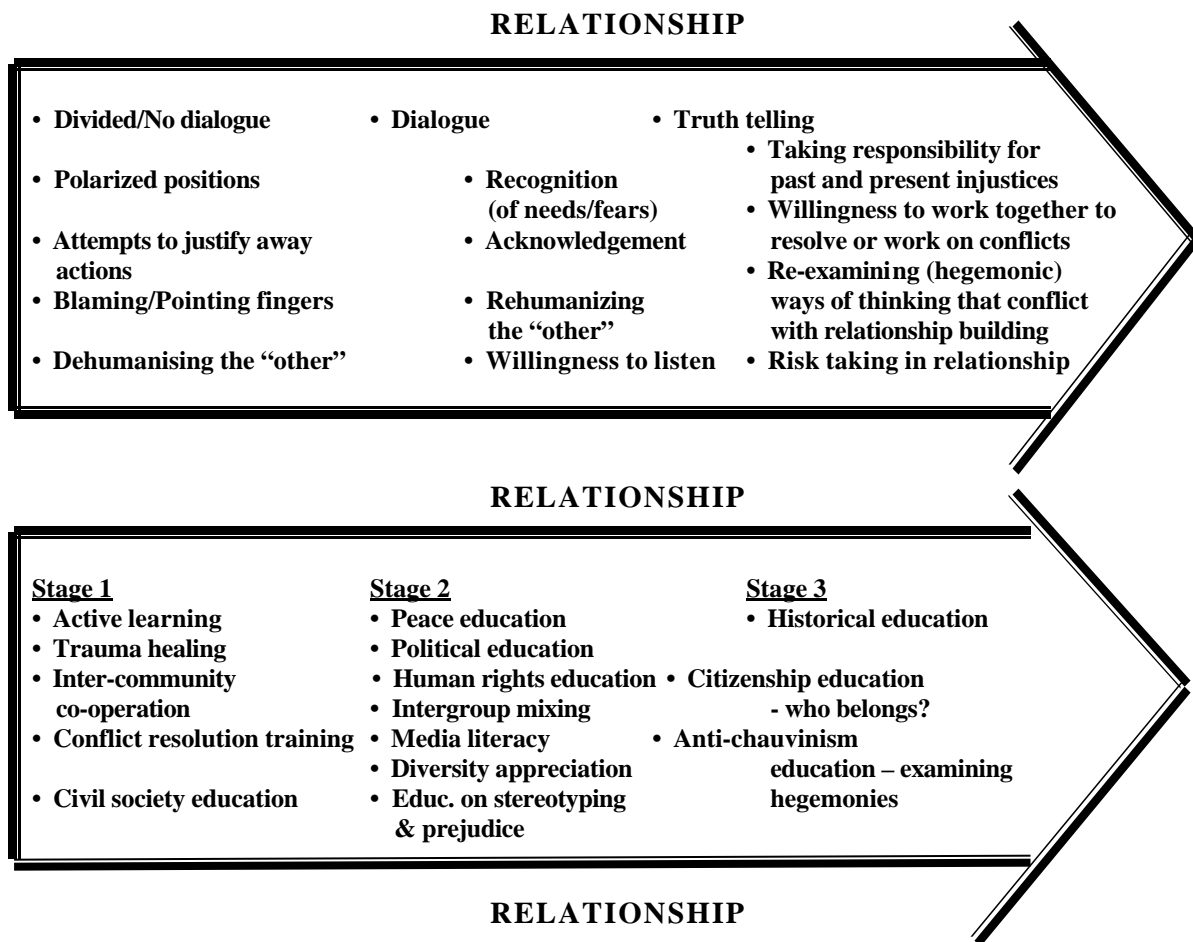 RELATIONSHIP
• Divided/No dialogue • Dialogue • Truth telling
• Taking responsibility for
• Polarized positions • Recognition past and present injustices
(of needs/fears) • Willingness to work together to
• Attempts to justify away • Acknowledgement resolve or work on conflicts
actions • Re-examining (hegemonic)
• Blaming/Pointing fingers • Rehumanizing ways of thinking that conflict
the “other” with relationship building
• Dehumanising the “other” • Willingness to listen • Risk taking in relationship
RELATIONSHIP
Stage 1 Stage 2 Stage 3
• Active learning • Peace education • Historical education
• Trauma healing • Political education
• Inter-community • Human rights education • Citizenship education
co-operation • Intergroup mixing - who belongs?
• Conflict resolution training • Media literacy • Anti-chauvinism
• Diversity appreciation education – examining
• Civil society education • Educ. on stereotyping hegemonies
& prejudice
RELATIONSHIP